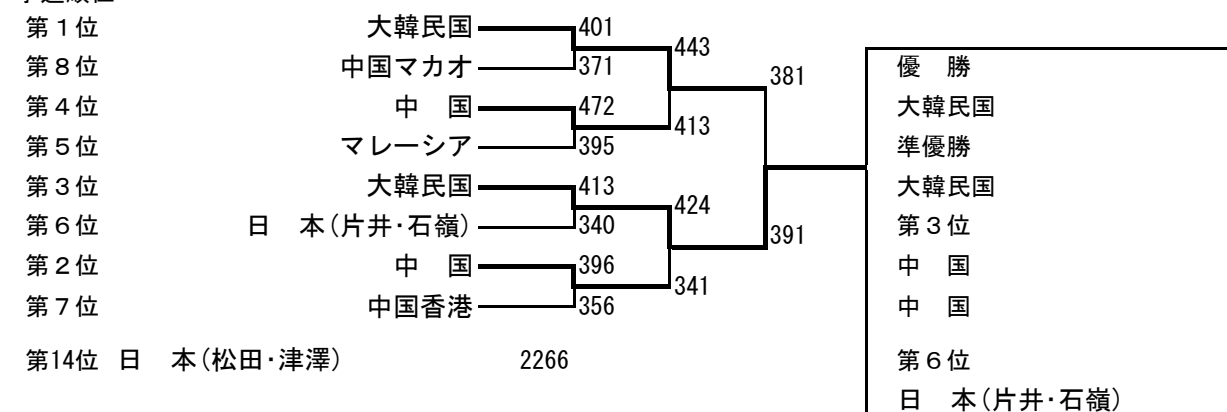 第1位 大韓民国 401
443
第8位 中国マカオ 371 優　勝
381
第4位 中　国 472 大韓民国
413
第5位 マレーシア 395 準優勝
第3位 大韓民国 413 大韓民国
424
第6位 日　本(片井・石嶺) 340 第3位
391
第2位 中　国 396 中　国
341
第7位 中国香港 356 中　国
第14位 日　本(松田・津澤) 2266 第6位
日　本(片井・石嶺)